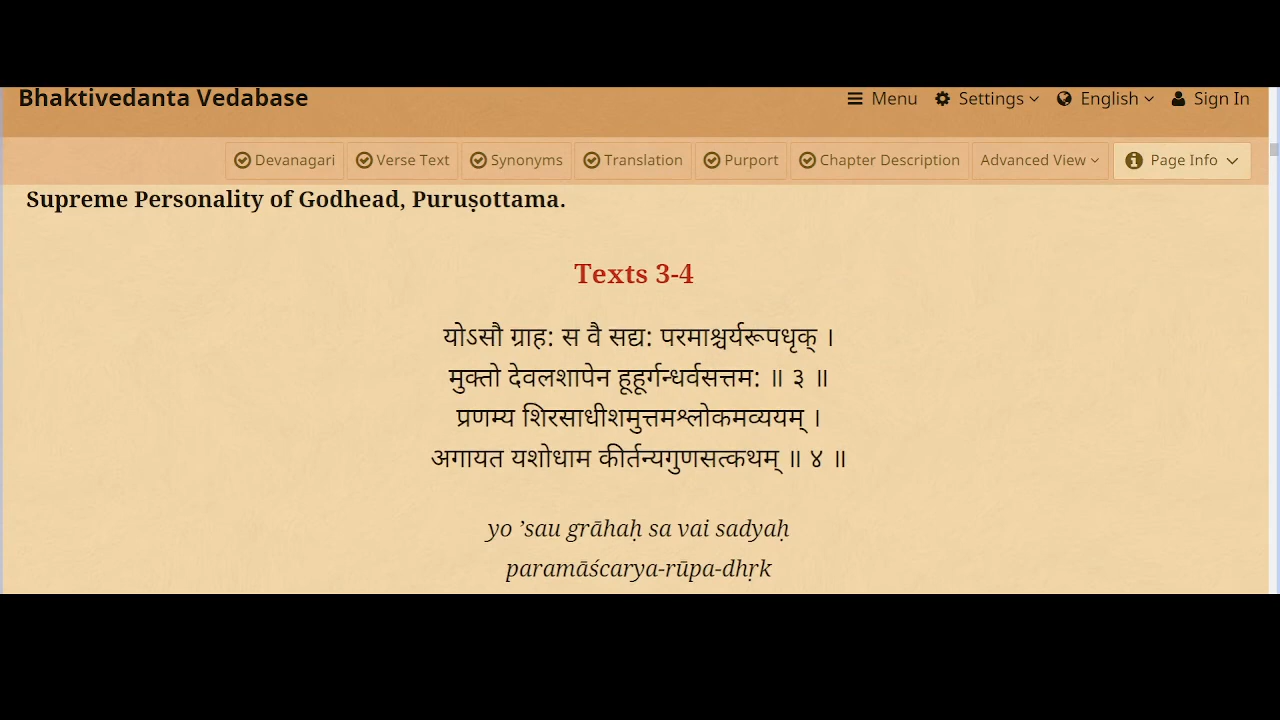 Bhaktivedanta Vedabase
Menu Settings English Sign In
Devanagari Verse Text Synonyms Translation Purport Chapter Description Advanced View Page Info
Supreme Personality of Godhead, Puruṣottama.
Texts 3-4
योऽसौ ग्राह: स वै सद्य: परमाश्चर्यरूपधृक् ।
मुक्तो देवलशापेन हूहूर्गन्धर्वसत्तम: ॥ ३ ॥
प्रणम्य शिरसाधीशमुत्तमश्लोकमव्ययम् ।
अगायत यशोधाम कीर्तन्यगुणसत्कथम् ॥ ४ ॥
yo ’sau grāhaḥ sa vai sadyaḥ
paramāścarya-rūpa-dhṛk